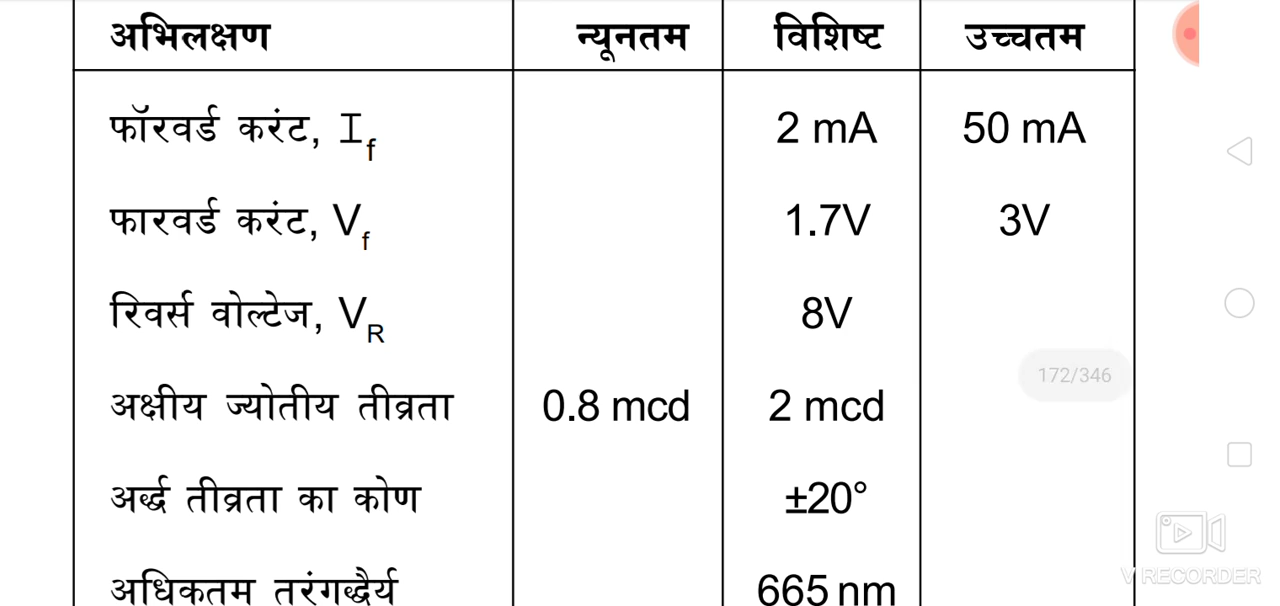 अभिलक्षण न्यूनतम विशिष्ट उच्चतम
फॉरवर्ड करंट, If 2 mA 50 mA
फारवर्ड करंट, Vf 1.7V 3V
रिवर्स वोल्टेज, VR 8V
172/346
अक्षीय ज्योतीय तीव्रता 0.8 mcd 2 mcd
अर्द्ध तीव्रता का कोण ±20°
अधिकतम तरंगद्धैर्य 665 nm
V RECORDER